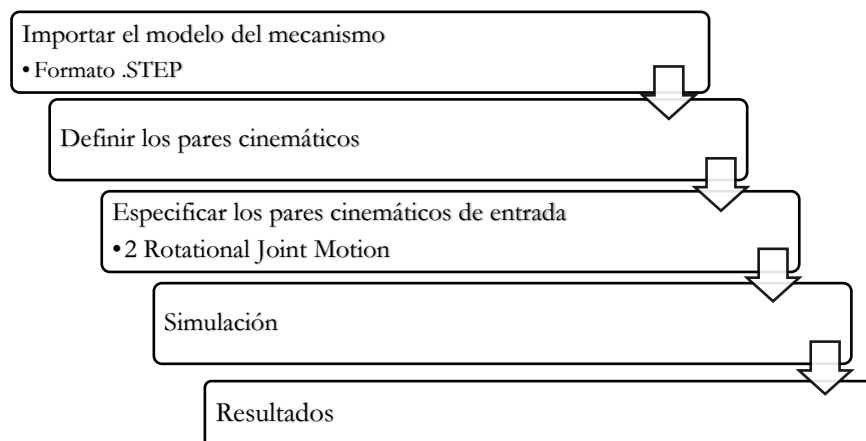 Importar el modelo del mecanismo
• Formato .STEP
Definir los pares cinemáticos
Especificar los pares cinemáticos de entrada
• 2 Rotational Joint Motion
Simulación
Resultados